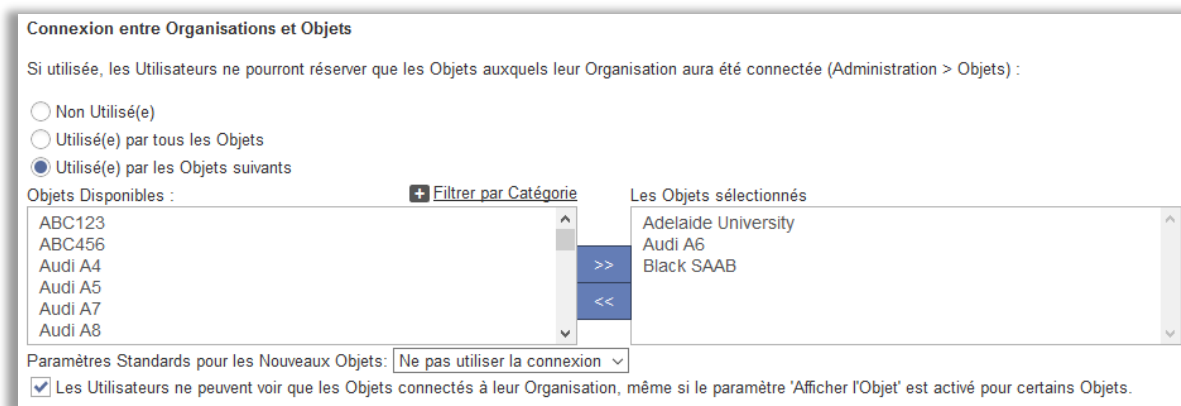 Connexion entre Organisations et Objets
Si utilisée, les Utilisateurs ne pourront réserver que les Objets auxquels leur Organisation aura été connectée (Administration > Objets) :
Non Utilisé(e)
Utilisé(e) par tous les Objets
Utilisé(e) par les Objets suivants
Objets Disponibles :
Filtrer par Catégorie
ABC123
ABC456
Audi A4
Audi A5
Audi A7
Audi A8
>>
<<
Les Objets sélectionnés
Adelaide University
Audi A6
Black SAAB
Paramètres Standards pour les Nouveaux Objets: Ne pas utiliser la connexion
Les Utilisateurs ne peuvent voir que les Objets connectés à leur Organisation, même si le paramètre 'Afficher l'Objet' est activé pour certains Objets.